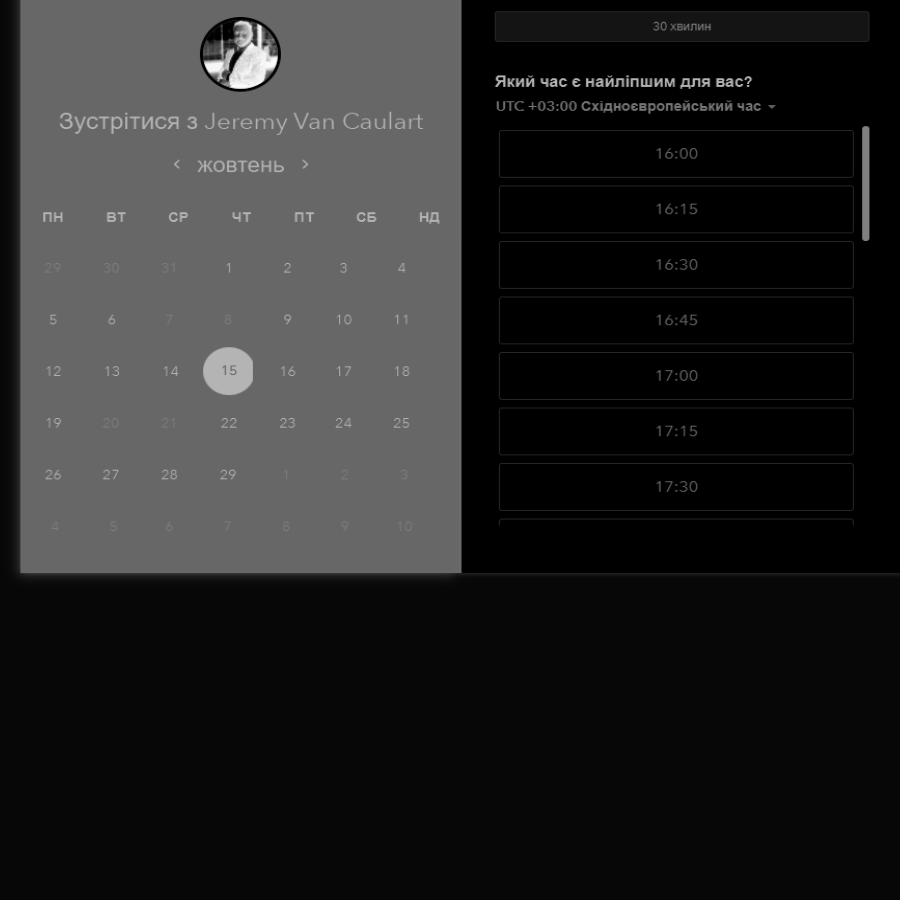 Зустрітися з Jeremy Van Caulart
жовтень
ПН ВТ СР ЧТ ПТ СБ НД
29 30 31 1 2 3 4
5 6 7 8 9 10 11
12 13 14 15 16 17 18
19 20 21 22 23 24 25
26 27 28 29 1 2 3
4 5 6 7 8 9 10
30 хвилин
Який час є найліпшим для вас?
UTC +03:00 Східноєвропейський час
16:00
16:15
16:30
16:45
17:00
17:15
17:30